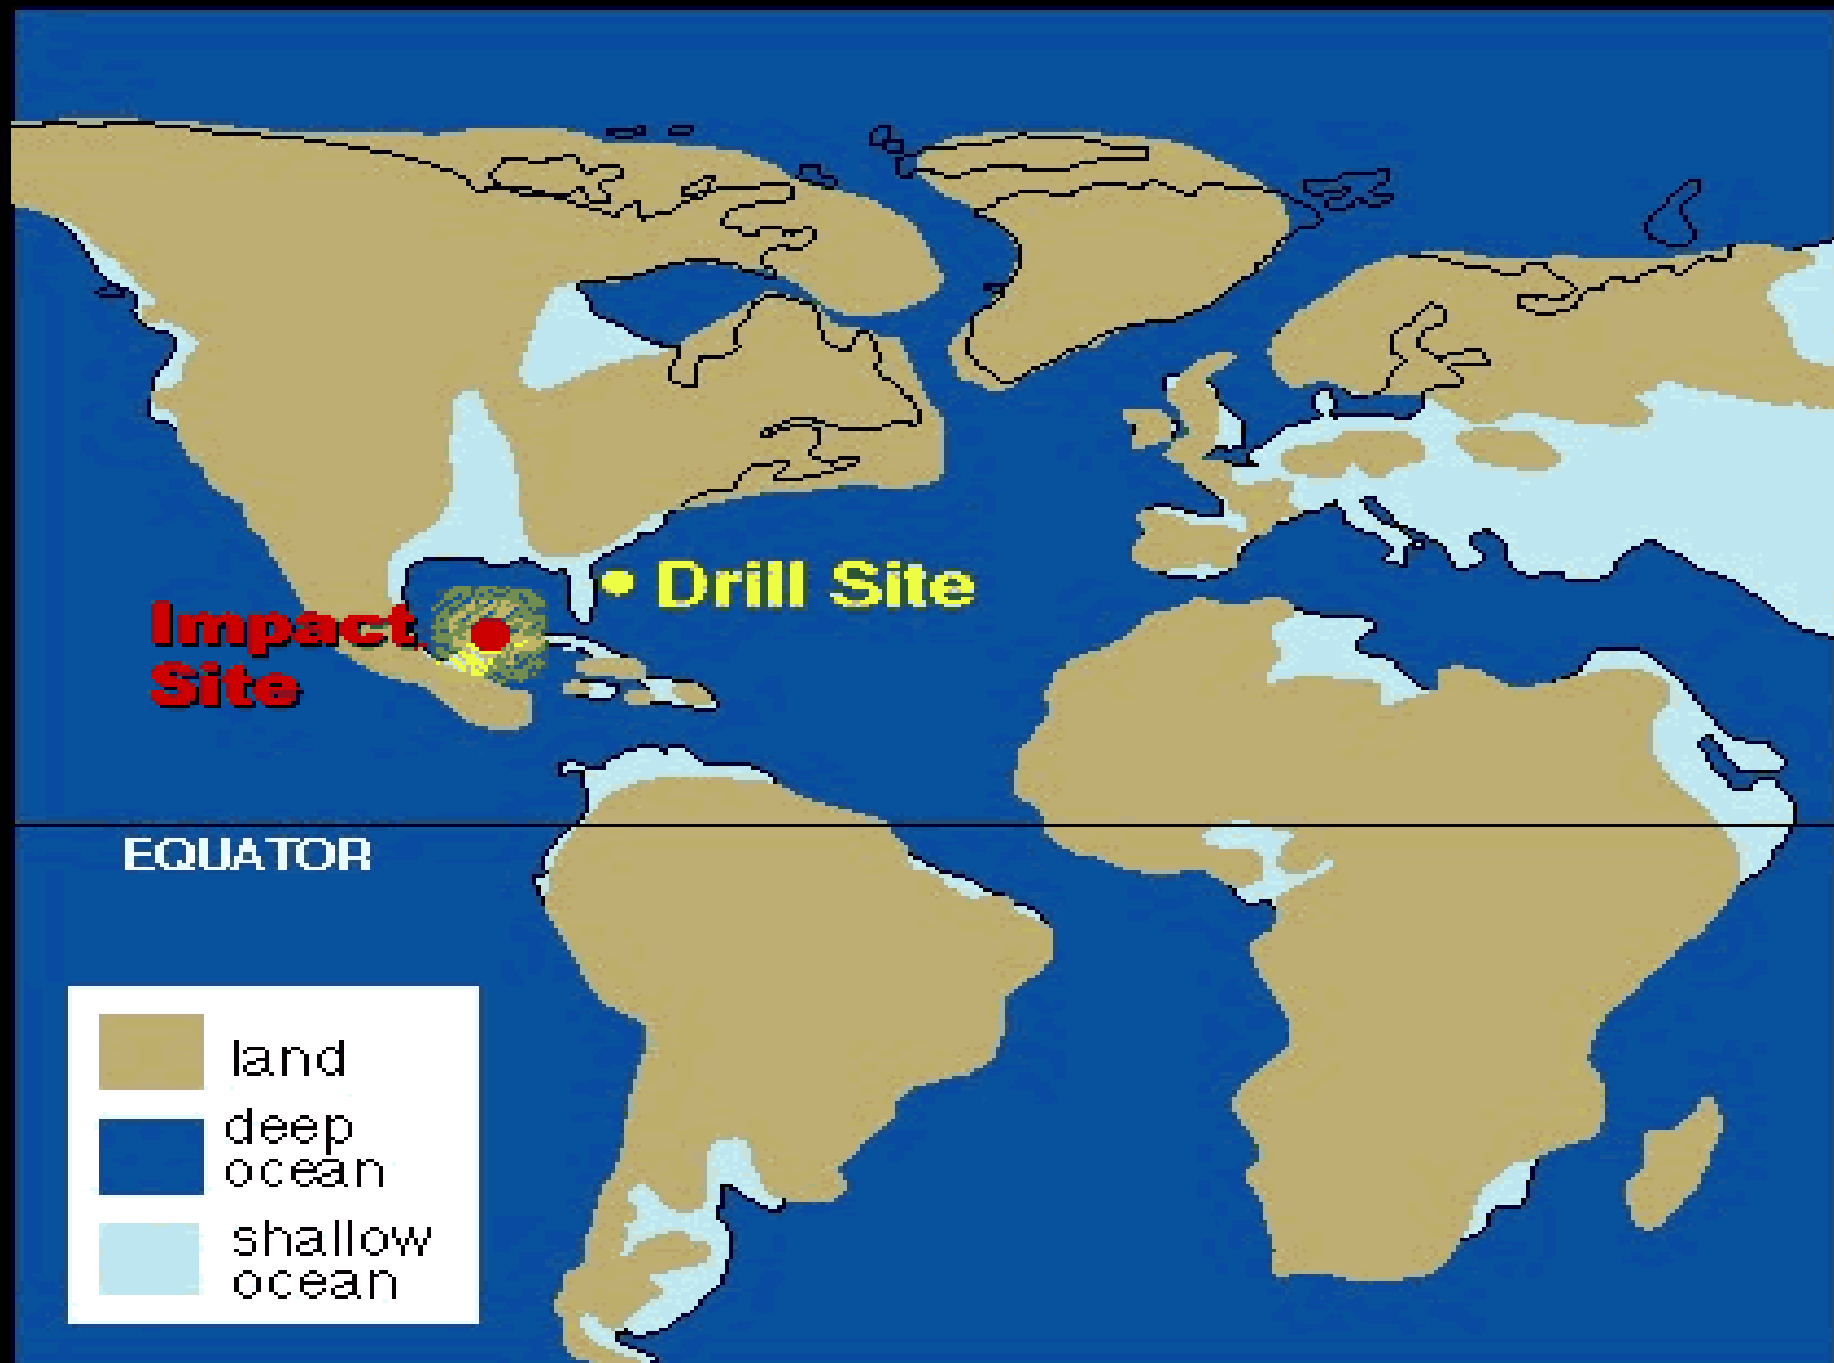 Drill Site
Impact
Site
EQUATOR
land
deep
ocean
shallow
ocean